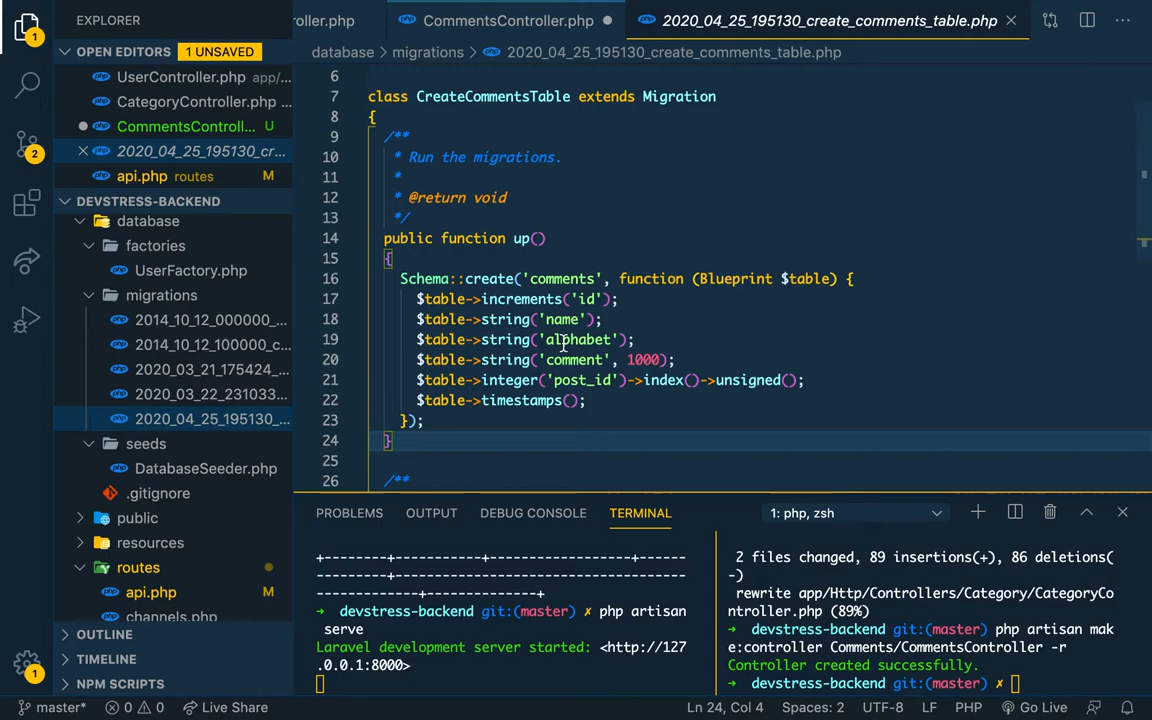 EXPLORER
OPEN EDITORS 1 UNSAVED
UserController.php app/...
CategoryController.php ...
CommentsControll... U
2020_04_25_195130_cr...
api.php routes M
DEVSTRESS-BACKEND
database
factories
UserFactory.php
migrations
2014_10_12_000000_...
2014_10_12_100000_c...
2020_03_21_175424_...
2020_03_22_231033...
2020_04_25_195130_...
seeds
DatabaseSeeder.php
.gitignore
public
resources
routes
api.php M
channels.php
OUTLINE
TIMELINE
NPM SCRIPTS
1
2
1
roller.php CommentsController.php 2020_04_25_195130_create_comments_table.php
database > migrations > 2020_04_25_195130_create_comments_table.php
6
7 class CreateCommentsTable extends Migration
8 {
9 /**
10 * Run the migrations.
11 *
12 * @return void
13 */
14 public function up()
15 {
16 Schema::create('comments', function (Blueprint $table) {
17 $table->increments('id');
18 $table->string('name');
19 $table->string('alphabet');
20 $table->string('comment', 1000);
21 $table->integer('post_id')->index()->unsigned();
22 $table->timestamps();
23 });
24 }
25
26 /**
PROBLEMS OUTPUT DEBUG CONSOLE TERMINAL 1: php, zsh
+--------+-----------+------------------+------
---------+-------------------------------------
-------------+------+--------------+
→ devstress-backend git:(master) ✗ php artisan
serve
Laravel development server started: <http://127
.0.0.1:8000>
2 files changed, 89 insertions(+), 86 deletions(
-)
rewrite app/Http/Controllers/Category/CategoryCo
ntroller.php (89%)
→ devstress-backend git:(master) php artisan mak
e:controller Comments/CommentsController -r
Controller created successfully.
→ devstress-backend git:(master) ✗
master* 0 0 Live Share Ln 24, Col 4 Spaces: 2 UTF-8 LF PHP Go Live